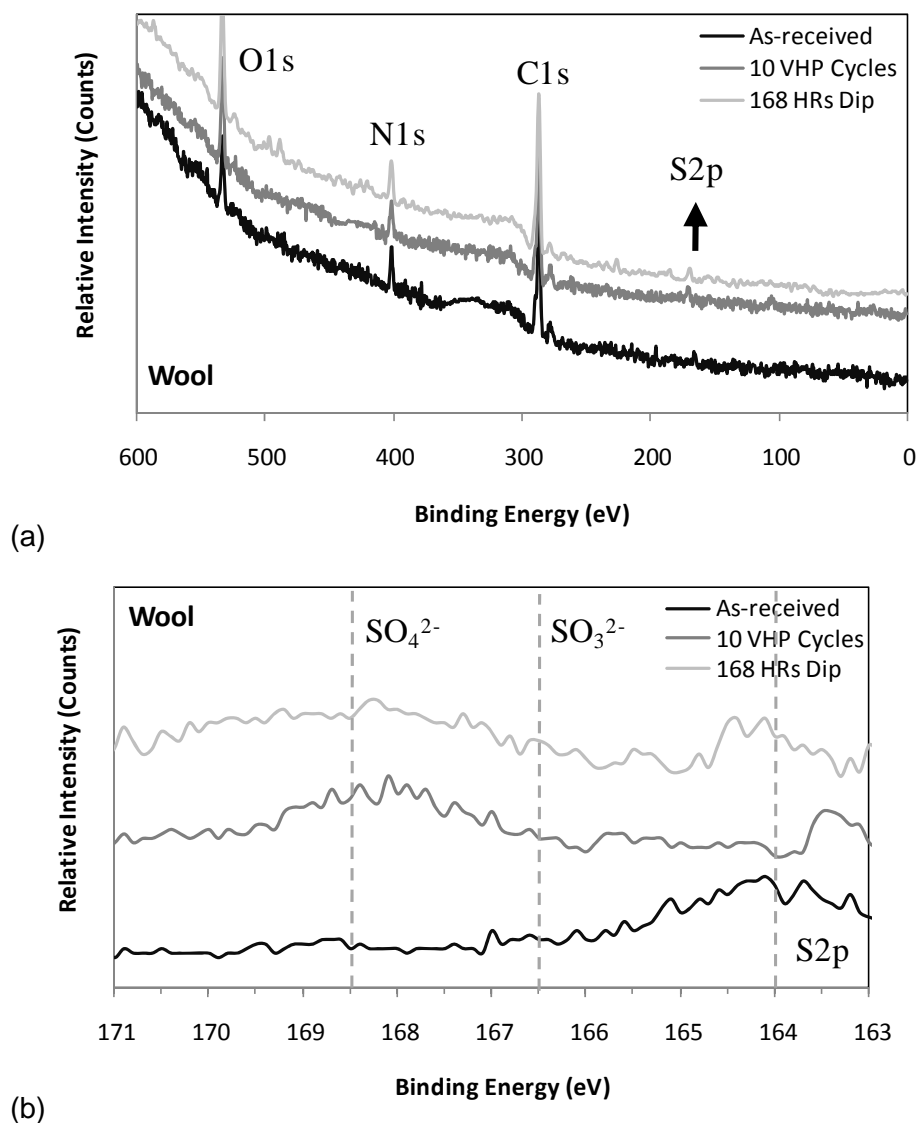 As-received
10 VHP Cycles
168 HRs Dip
O1s
C1s
N1s
S2p
Relative Intensity (Counts)
Wool
600 500 400 300 200 100 0
Binding Energy (eV)
(a)
Wool
As-received
10 VHP Cycles
168 HRs Dip
SO₄²⁻
SO₃²⁻
Relative Intensity (Counts)
S2p
171 170 169 168 167 166 165 164 163
Binding Energy (eV)
(b)